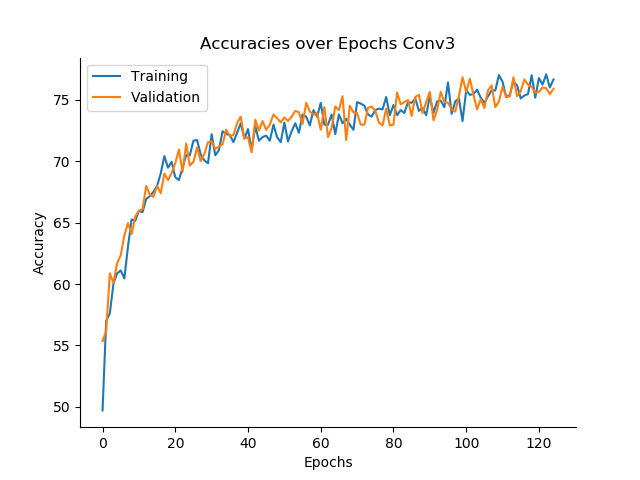 Accuracies over Epochs Conv3
Training
Validation
Accuracy
75
70
65
60
55
50
0 20 40 60 80 100 120
Epochs